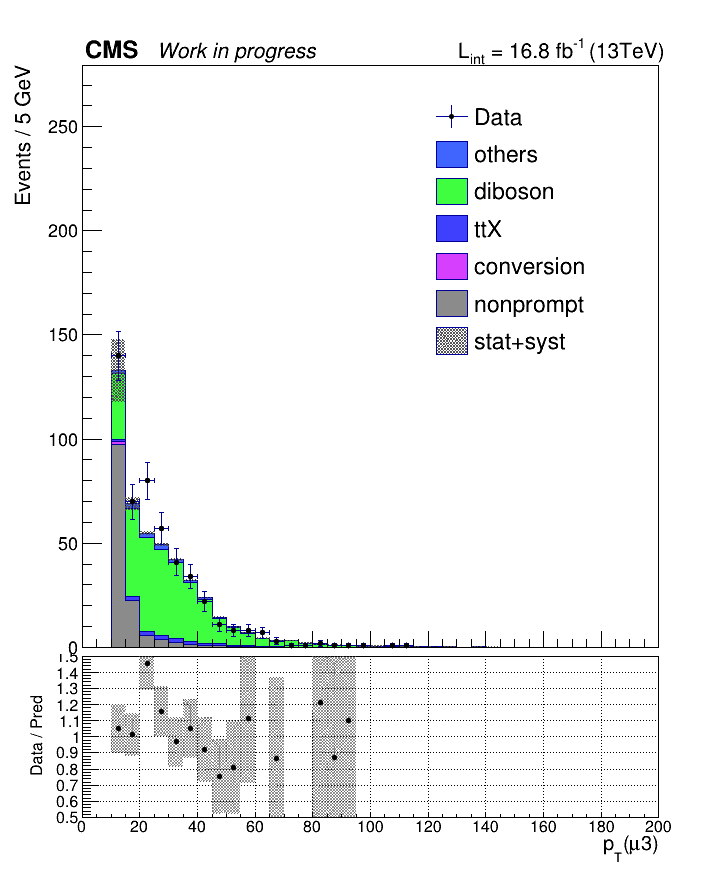 CMS Work in progress L_int = 16.8 fb^-1 (13TeV)
Events / 5 GeV
250
200
150
100
50
0
Data
others
diboson
ttX
conversion
nonprompt
stat+syst
Data / Pred
1.5
1.4
1.3
1.2
1.1
1
0.9
0.8
0.7
0.6
0.5
0 20 40 60 80 100 120 140 160 180 200
p_T(μ3)